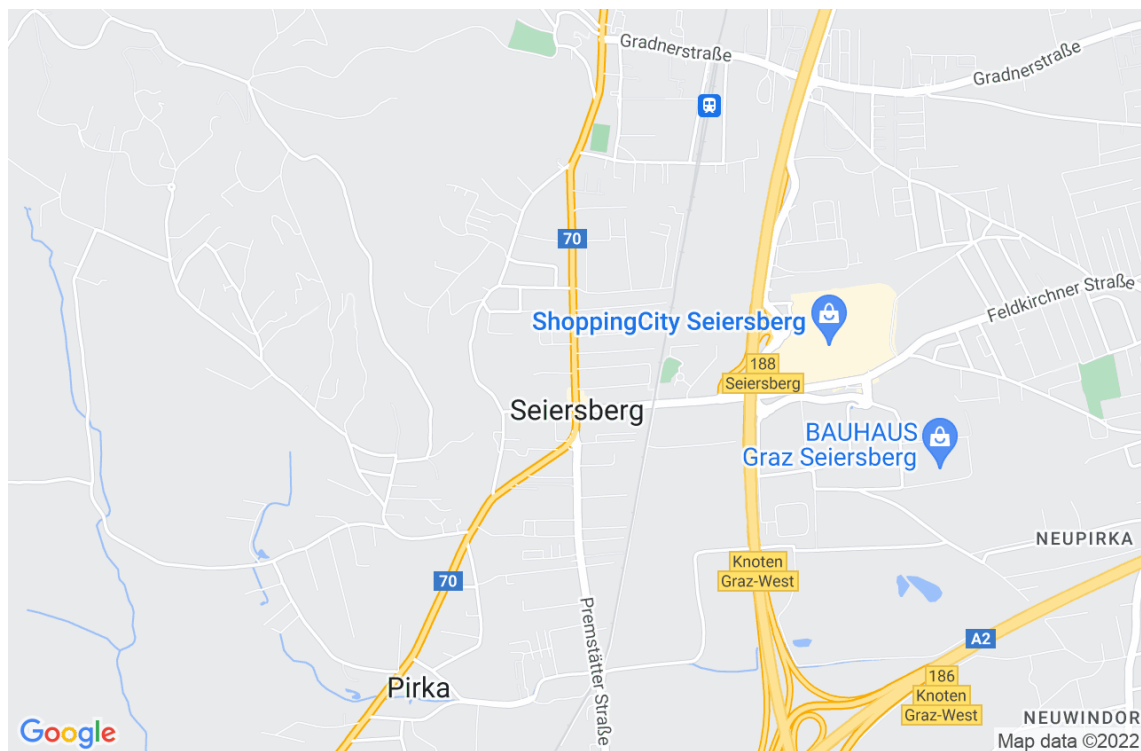 Gradnerstraße
Gradnerstraße
70
Feldkirchner Straße
ShoppingCity Seiersberg
188
Seiersberg
Seiersberg
BAUHAUS
Graz Seiersberg
NEUPIRKA
Knoten
Graz-West
70
Premstätter Straße
A2
186
Knoten
Graz-West
Pirka
NEUWINDOR
Google
Map data ©2022